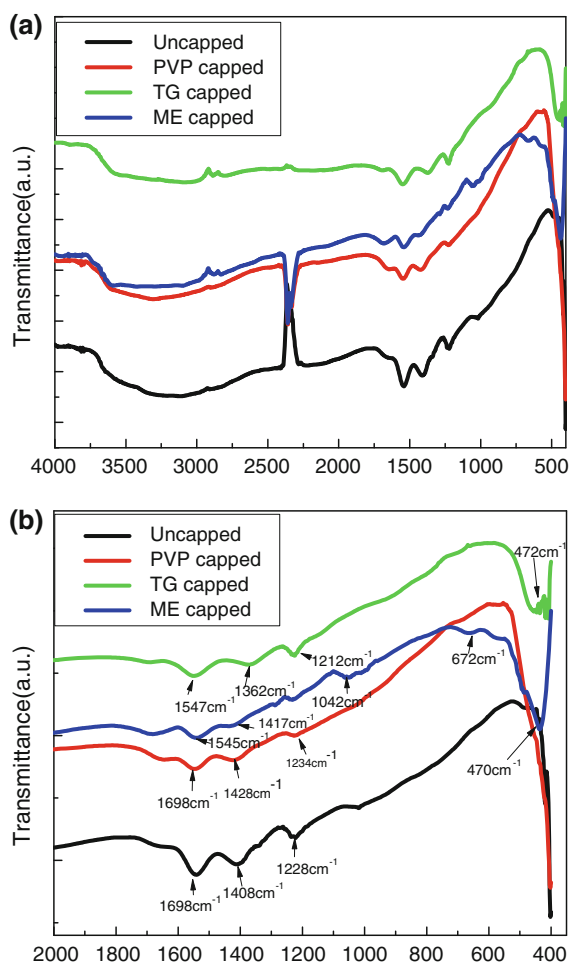 (a)
Uncapped
PVP capped
TG capped
ME capped
Transmittance(a.u.)
4000 3500 3000 2500 2000 1500 1000 500
(b)
Uncapped
PVP capped
TG capped
ME capped
Transmittance(a.u.)
472cm-1
1212cm-1
1362cm-1
672cm-1
1547cm-1
1042cm-1
1417cm-1
1545cm-1
1234cm-1
470cm-1
1698cm-1
1428cm-1
1228cm-1
1408cm-1
1698cm-1
2000 1800 1600 1400 1200 1000 800 600 400